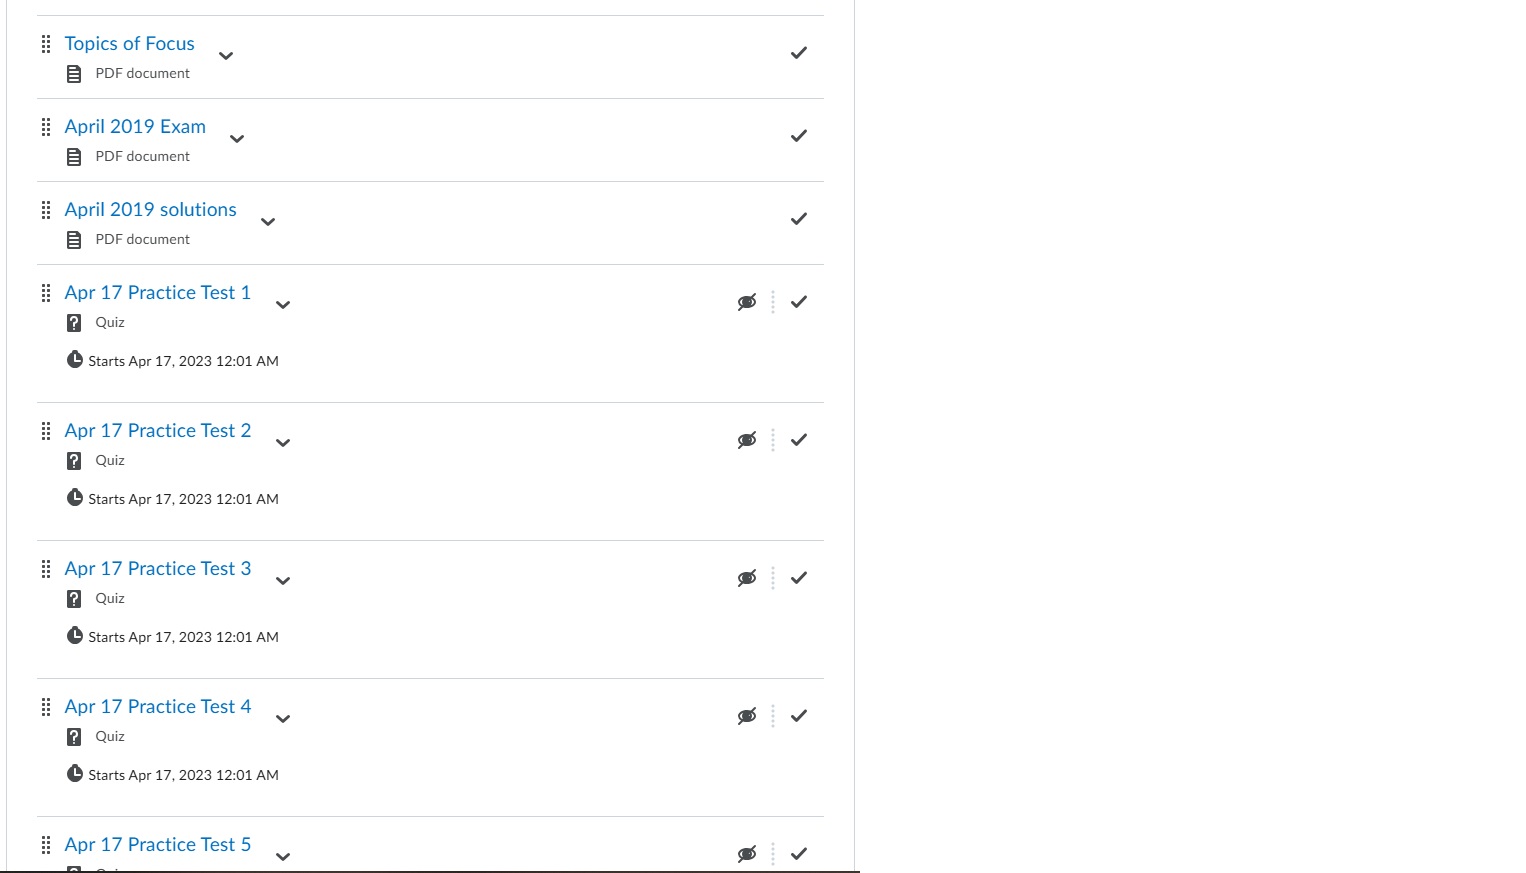 Topics of Focus
PDF document
April 2019 Exam
PDF document
April 2019 solutions
PDF document
Apr 17 Practice Test 1
Quiz
Starts Apr 17, 2023 12:01 AM
Apr 17 Practice Test 2
Quiz
Starts Apr 17, 2023 12:01 AM
Apr 17 Practice Test 3
Quiz
Starts Apr 17, 2023 12:01 AM
Apr 17 Practice Test 4
Quiz
Starts Apr 17, 2023 12:01 AM
Apr 17 Practice Test 5